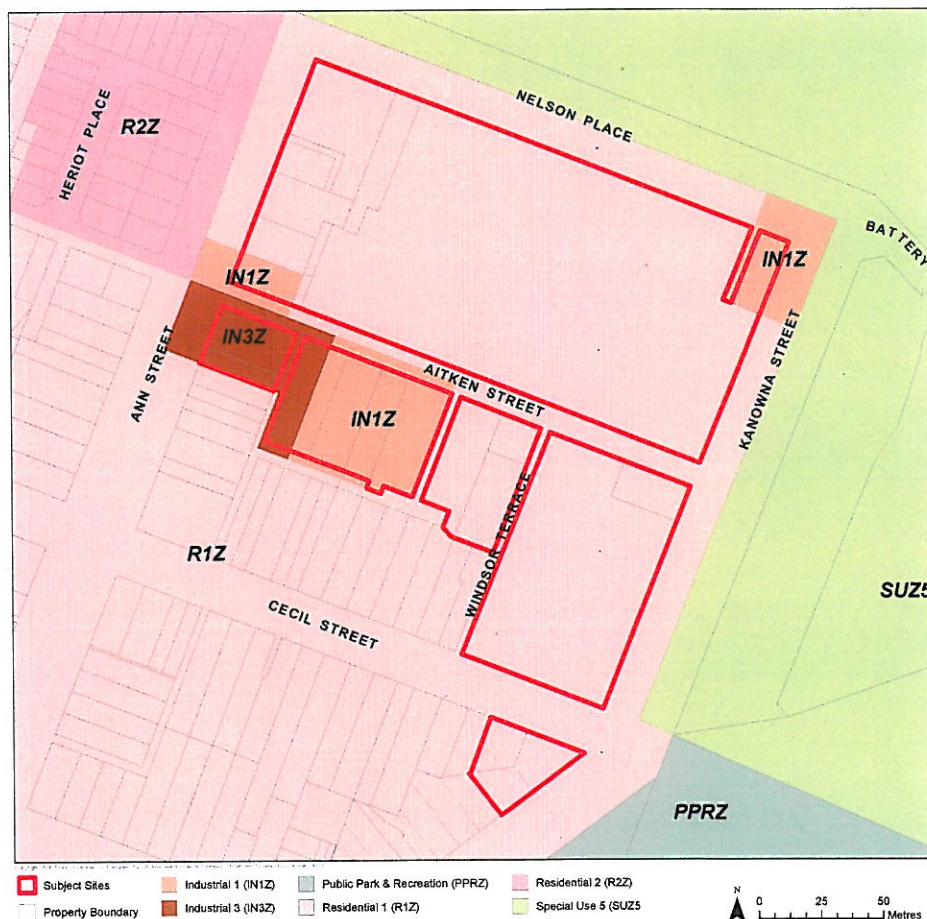 NELSON PLACE
HERIOT PLACE
R2Z
BATTERY
IN1Z
IN1Z
KANOWNA STREET
IN3Z
ANN STREET
AITKEN STREET
IN1Z
WINDSOR TERRACE
R1Z
SUZ5
CECIL STREET
PPRZ
Subject Sites
Industrial 1 (IN1Z)
Public Park & Recreation (PPRZ)
Residential 2 (R2Z)
Property Boundary
Industrial 3 (IN3Z)
Residential 1 (R1Z)
Special Use 5 (SUZ5
N
0 25 50
Metres